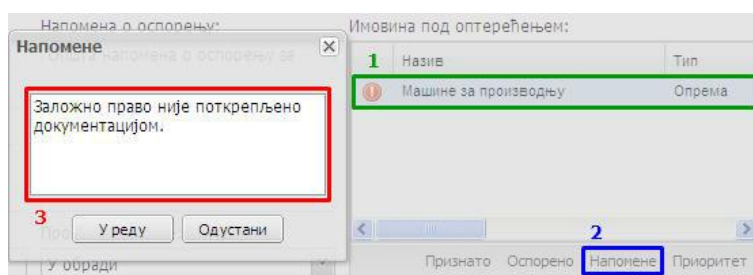 Напомена о оспорењу:
Имовина под оптерећењем:
Напомене
Општа напомена о оспорењу за
1
Назив
Тип
Машине за производњу
Опрема
Заложно право није поткрепљено
документацијом.
3
У реду
Одустани
2
Признато
Оспорено
Напомене
Приоритет
У обради